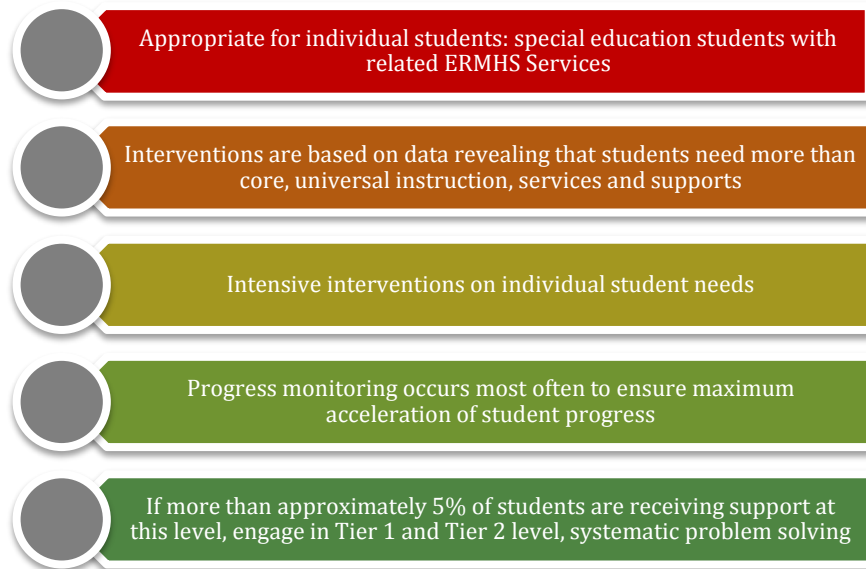 Appropriate for individual students: special education students with
related ERMHS Services
Interventions are based on data revealing that students need more than
core, universal instruction, services and supports
Intensive interventions on individual student needs
Progress monitoring occurs most often to ensure maximum
acceleration of student progress
If more than approximately 5% of students are receiving support at
this level, engage in Tier 1 and Tier 2 level, systematic problem solving